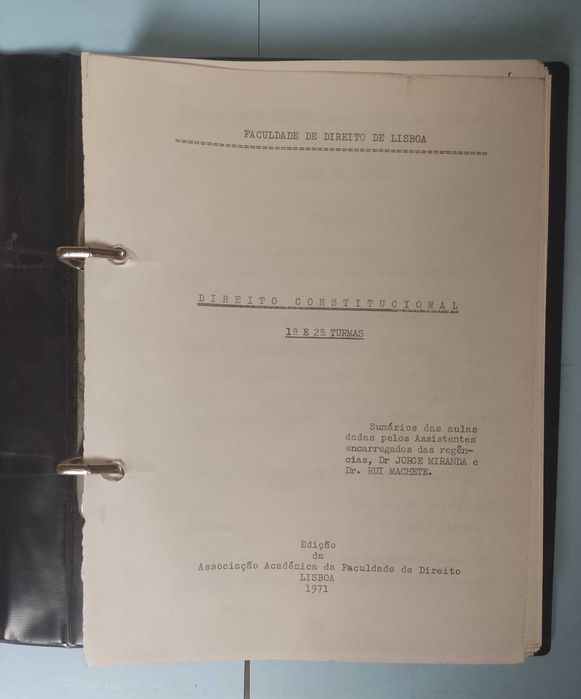 FACULDADE DE DIREITO DE LISBOA
==================================================
DIREITO CONSTITUCIONAL
1ª E 2ª TURMAS
Sumários das aulas
dadas pelos Assistentes
encarregados das regên-
cias, Dr JORGE MIRANDA e
Dr. RUI MACHETE.
Edição
da
Associação Académica da Faculdade de Direito
LISBOA
1971